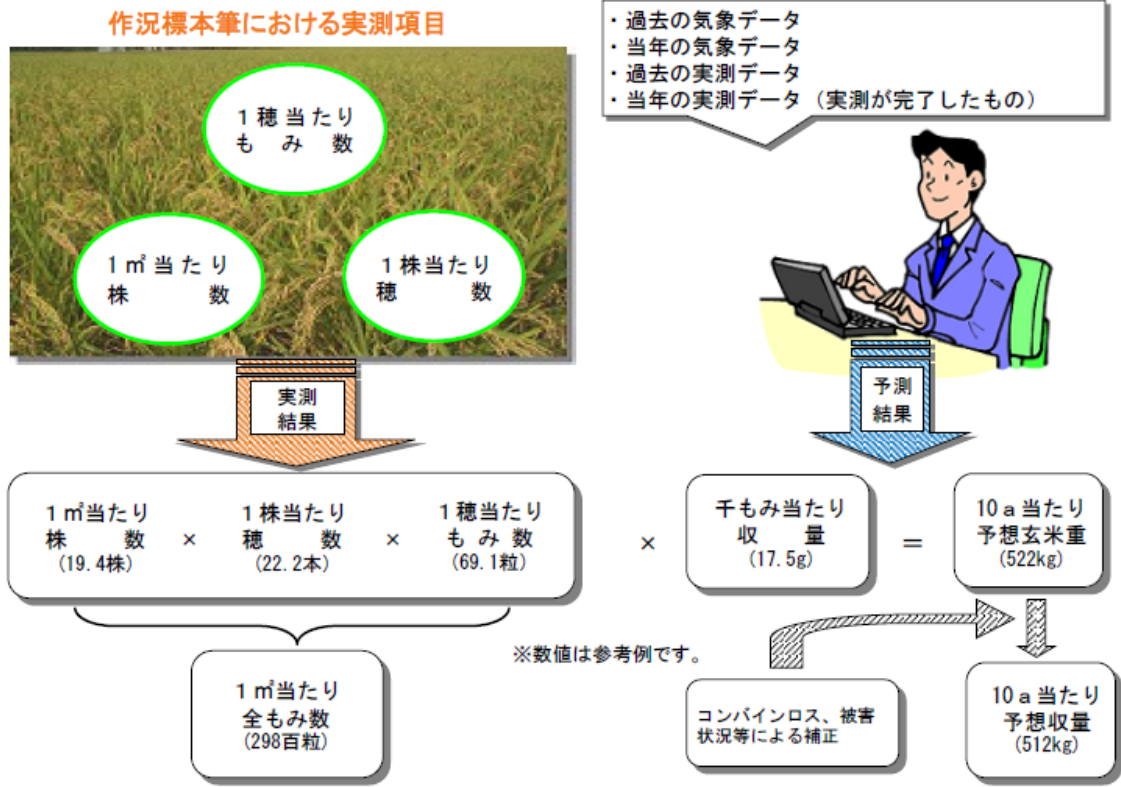 作況標本筆における実測項目
1穂当たり
もみ数
1㎡当たり
株数
1株当たり
穂数
・過去の気象データ
・当年の気象データ
・過去の実測データ
・当年の実測データ(実測が完了したもの)
実測
結果
予測
結果
1㎡当たり
株数
(19.4株)
×
1株当たり
穂数
(22.2本)
×
1穂当たり
もみ数
(69.1粒)
×
千もみ当たり
収量
(17.5g)
=
10a当たり
予想玄米重
(522kg)
1㎡当たり
全もみ数
(298百粒)
※数値は参考例です。
コンバインロス、被害
状況等による補正
10a当たり
予想収量
(512kg)